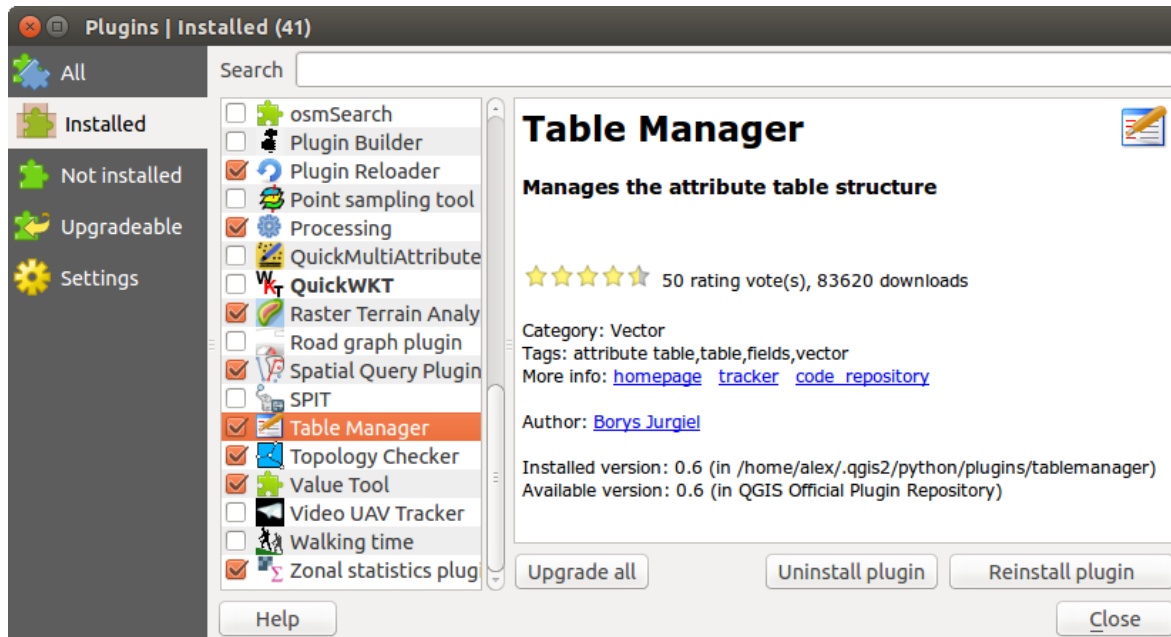 Plugins | Installed (41)
All
Installed
Not installed
Upgradeable
Settings
Search
osmSearch
Plugin Builder
Plugin Reloader
Point sampling tool
Processing
QuickMultiAttribute
QuickWKT
Raster Terrain Analy
Road graph plugin
Spatial Query Plugin
SPIT
Table Manager
Topology Checker
Value Tool
Video UAV Tracker
Walking time
Zonal statistics plugi
Table Manager
Manages the attribute table structure
50 rating vote(s), 83620 downloads
Category: Vector
Tags: attribute table,table,fields,vector
More info: homepage tracker code_repository
Author: Borys Jurgiel
Installed version: 0.6 (in /home/alex/.qgis2/python/plugins/tablemanager)
Available version: 0.6 (in QGIS Official Plugin Repository)
Upgrade all
Uninstall plugin
Reinstall plugin
Help
Close